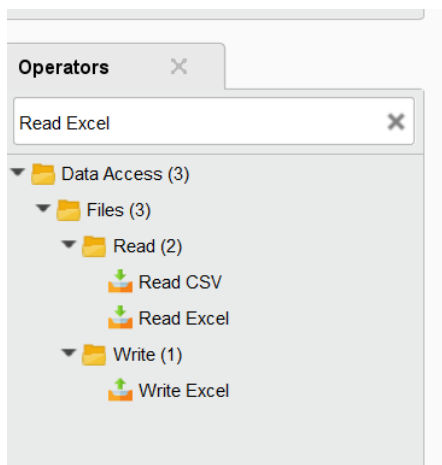 Operators
Read Excel
Data Access (3)
Files (3)
Read (2)
Read CSV
Read Excel
Write (1)
Write Excel